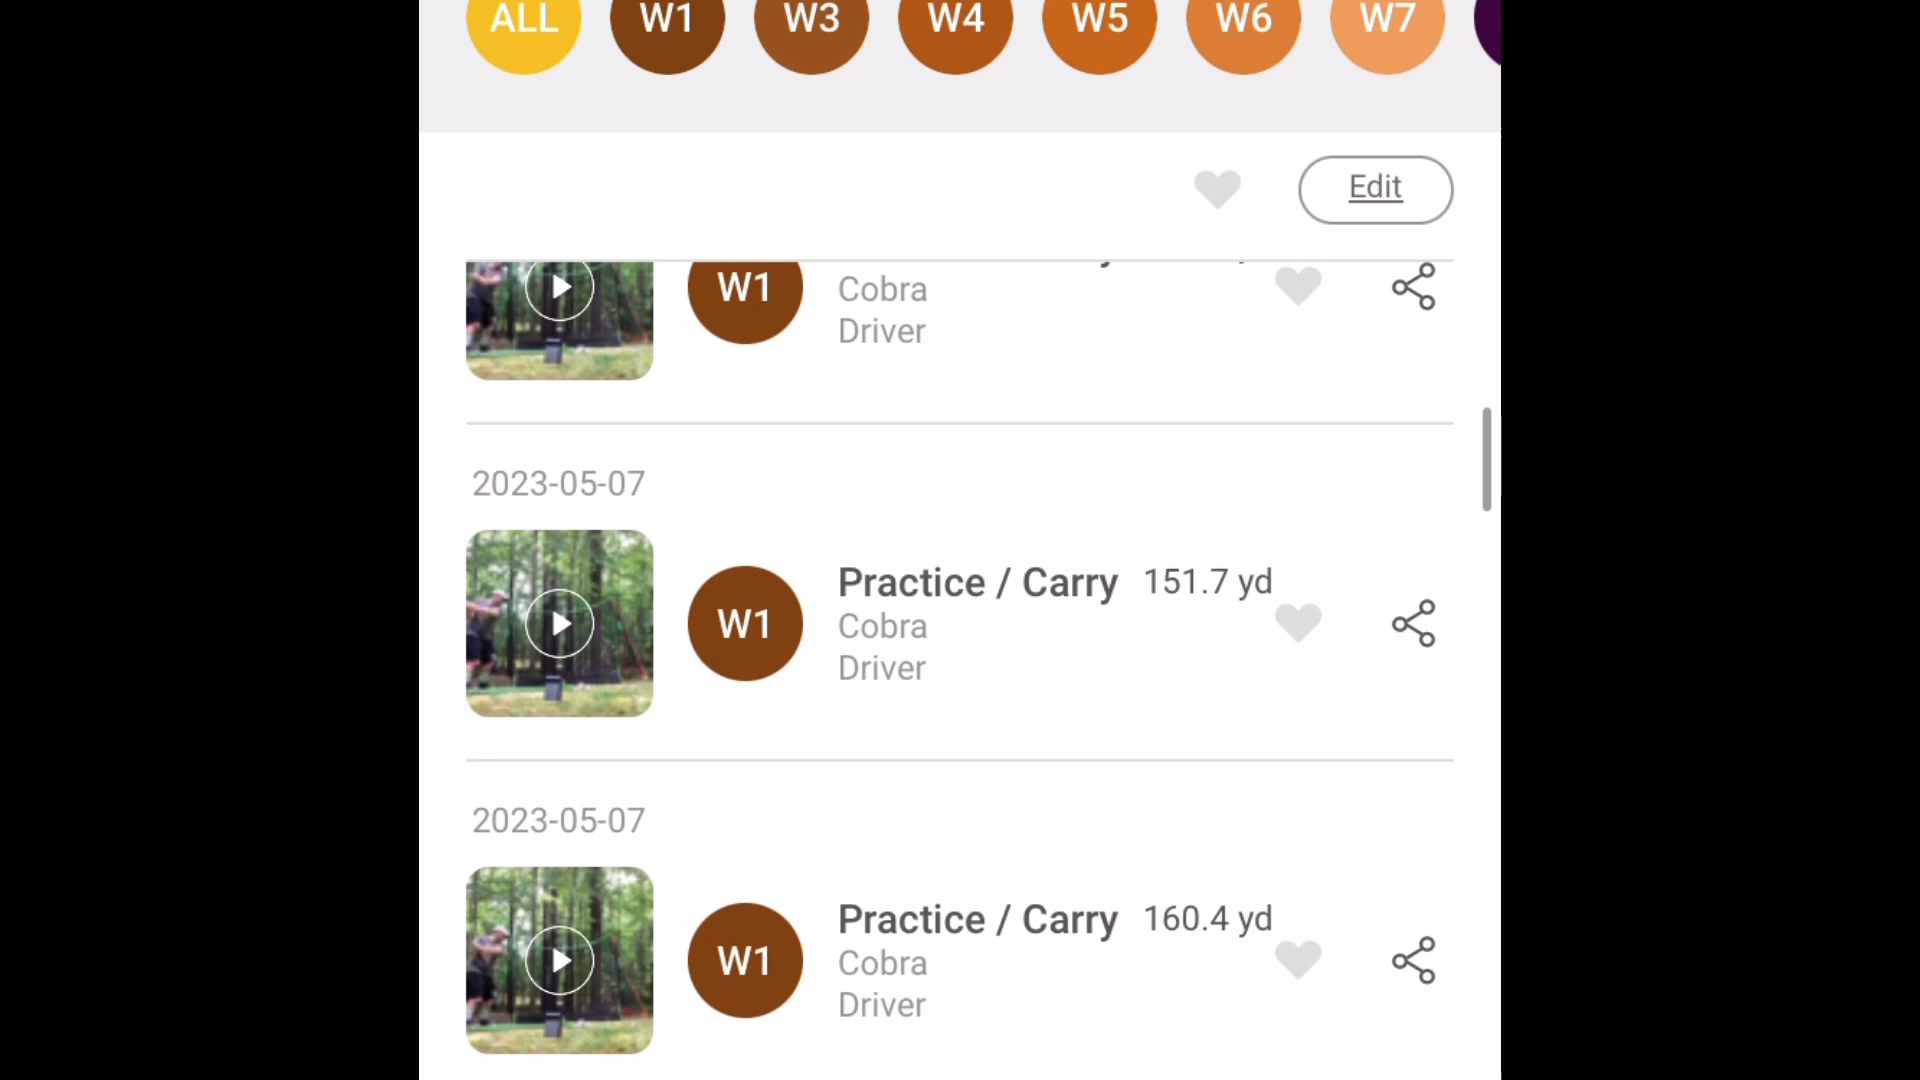 ALL W1 W3 W4 W5 W6 W7
Edit
W1
Cobra
Driver
2023-05-07
W1
Practice / Carry 151.7 yd
Cobra
Driver
2023-05-07
W1
Practice / Carry 160.4 yd
Cobra
Driver